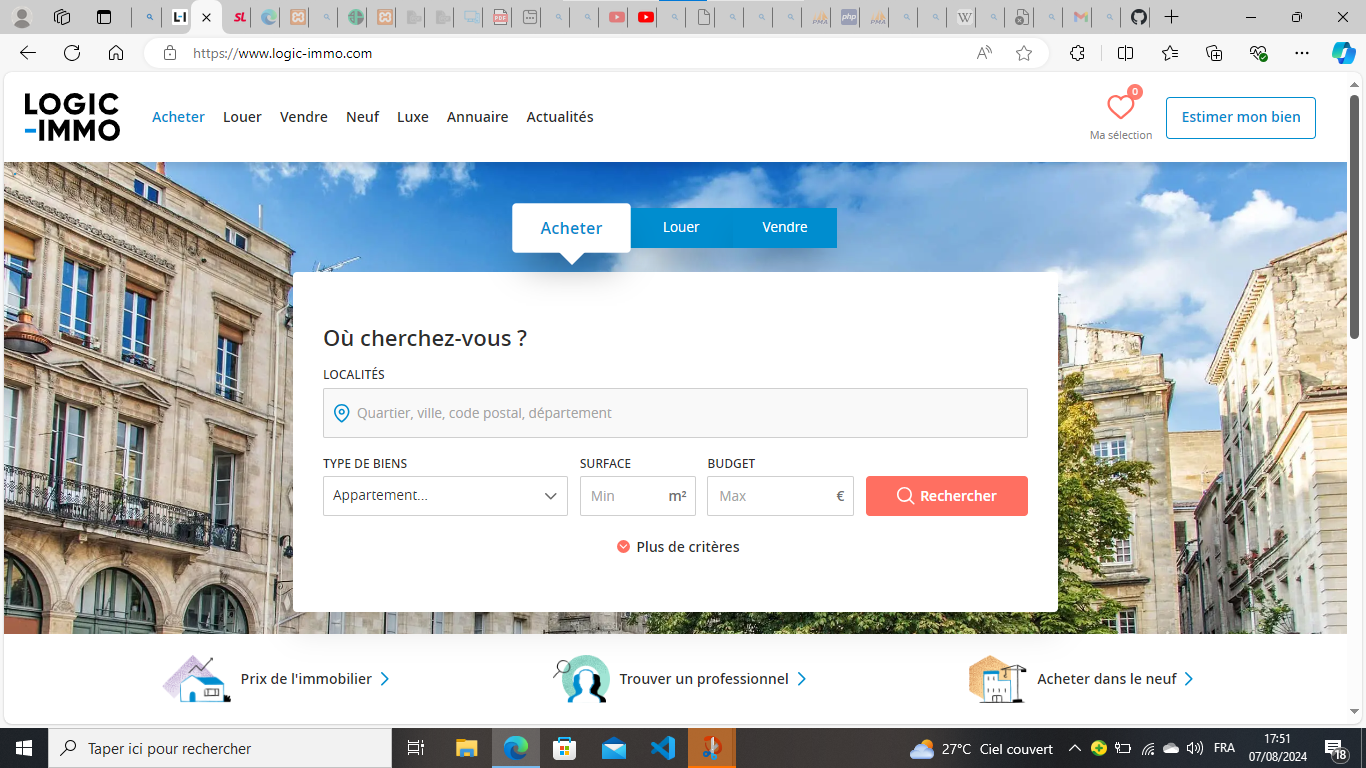 https://www.logic-immo.com
LOGIC
-IMMO
Acheter
Louer
Vendre
Neuf
Luxe
Annuaire
Actualités
0
Ma sélection
Estimer mon bien
Acheter
Louer
Vendre
Où cherchez-vous ?
LOCALITÉS
Quartier, ville, code postal, département
TYPE DE BIENS
SURFACE
BUDGET
Appartement...
Min
m²
Max
€
Rechercher
Plus de critères
Prix de l'immobilier
Trouver un professionnel
Acheter dans le neuf
Taper ici pour rechercher
27°C Ciel couvert
FRA
17:51
07/08/2024
18